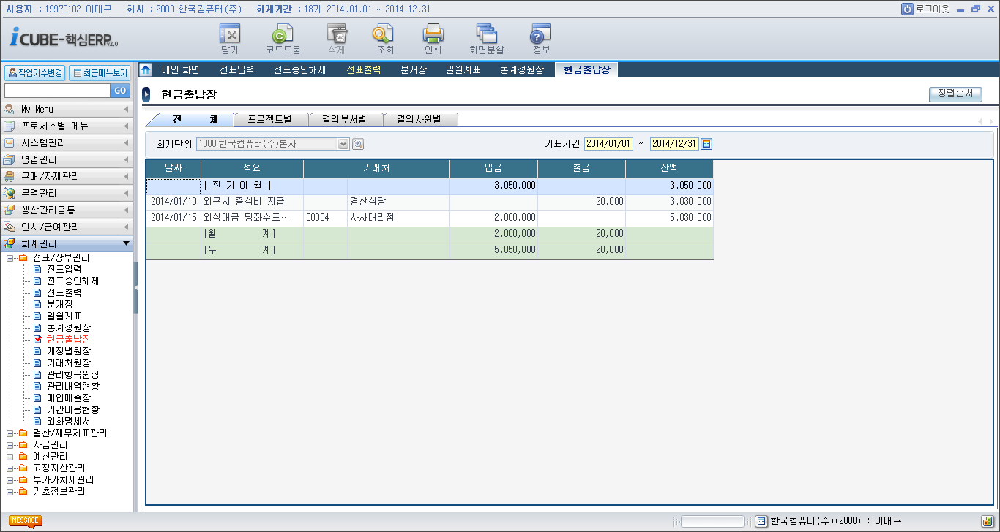 사용자 : 19970102 이대구 회사 : 2000 한국컴퓨터(주) 회계기간 : 18기 2014.01.01 ~ 2014.12.31 로그아웃
iCUBE-핵심ERP v2.0
닫기 코드도움 삭제 조회 인쇄 화면분할 정보
작업기수변경 최근메뉴보기
메인 화면 전표입력 전표승인해제 전표출력 분개장 일월계표 총계정원장 현금출납장
GO
현금출납장 정렬순서
My Menu
프로세스별 메뉴
시스템관리
영업관리
구매/자재관리
무역관리
생산관리공통
인사/급여관리
회계관리
전표/장부관리
전표입력
전표승인해제
전표출력
분개장
일월계표
총계정원장
현금출납장
계정별원장
거래처원장
관리항목원장
관리내역현황
매입매출장
기간비용현황
외화명세서
결산/재무제표관리
자금관리
예산관리
고정자산관리
부가가치세관리
기초정보관리
전 체 프로젝트별 결의부서별 결의사원별
회계단위 1000 한국컴퓨터(주)본사 기표기간 2014/01/01 ~ 2014/12/31
날짜 적요 거래처 입금 출금 잔액
[ 전 기 이 월 ] 3,050,000 3,050,000
2014/01/10 외근시 중식비 지급 경산식당 20,000 3,030,000
2014/01/15 외상대금 당좌수표… 00004 사사대리점 2,000,000 5,030,000
[월 계] 2,000,000 20,000
[누 계] 5,050,000 20,000
MESSAGE 한국컴퓨터(주)(2000) : 이대구